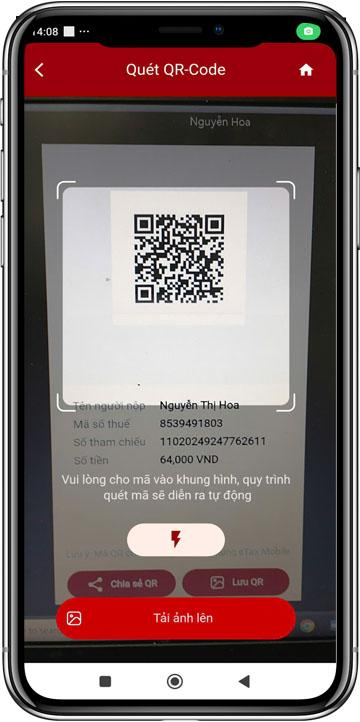 14:08
Quét QR-Code
Nguyễn Hoa
Tên người nộp Nguyễn Thị Hoa
Mã số thuế 8539491803
Số tham chiếu 11020249247762611
Số tiền 64,000 VND
Vui lòng cho mã vào khung hình, quy trình
quét mã sẽ diễn ra tự động
Lưu ý: Mã QR eTax Mobile
Chia sẻ QR Lưu QR
Tải ảnh lên